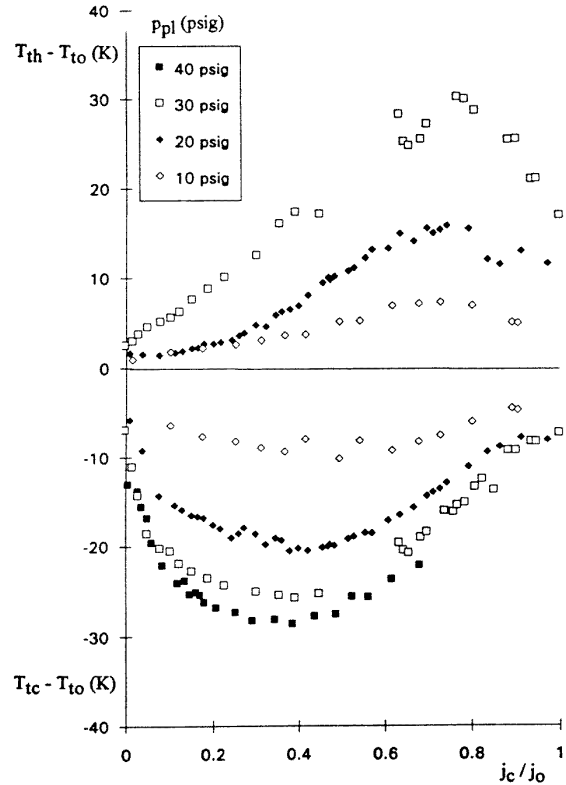 40
p_pl (psig)
T_th - T_to (K)
■ 40 psig
□ 30 psig
◆ 20 psig
◇ 10 psig
30
20
10
0
-10
-20
-30
T_tc - T_to (K)
-40
0 0.2 0.4 0.6 0.8 1
j_c/j_o